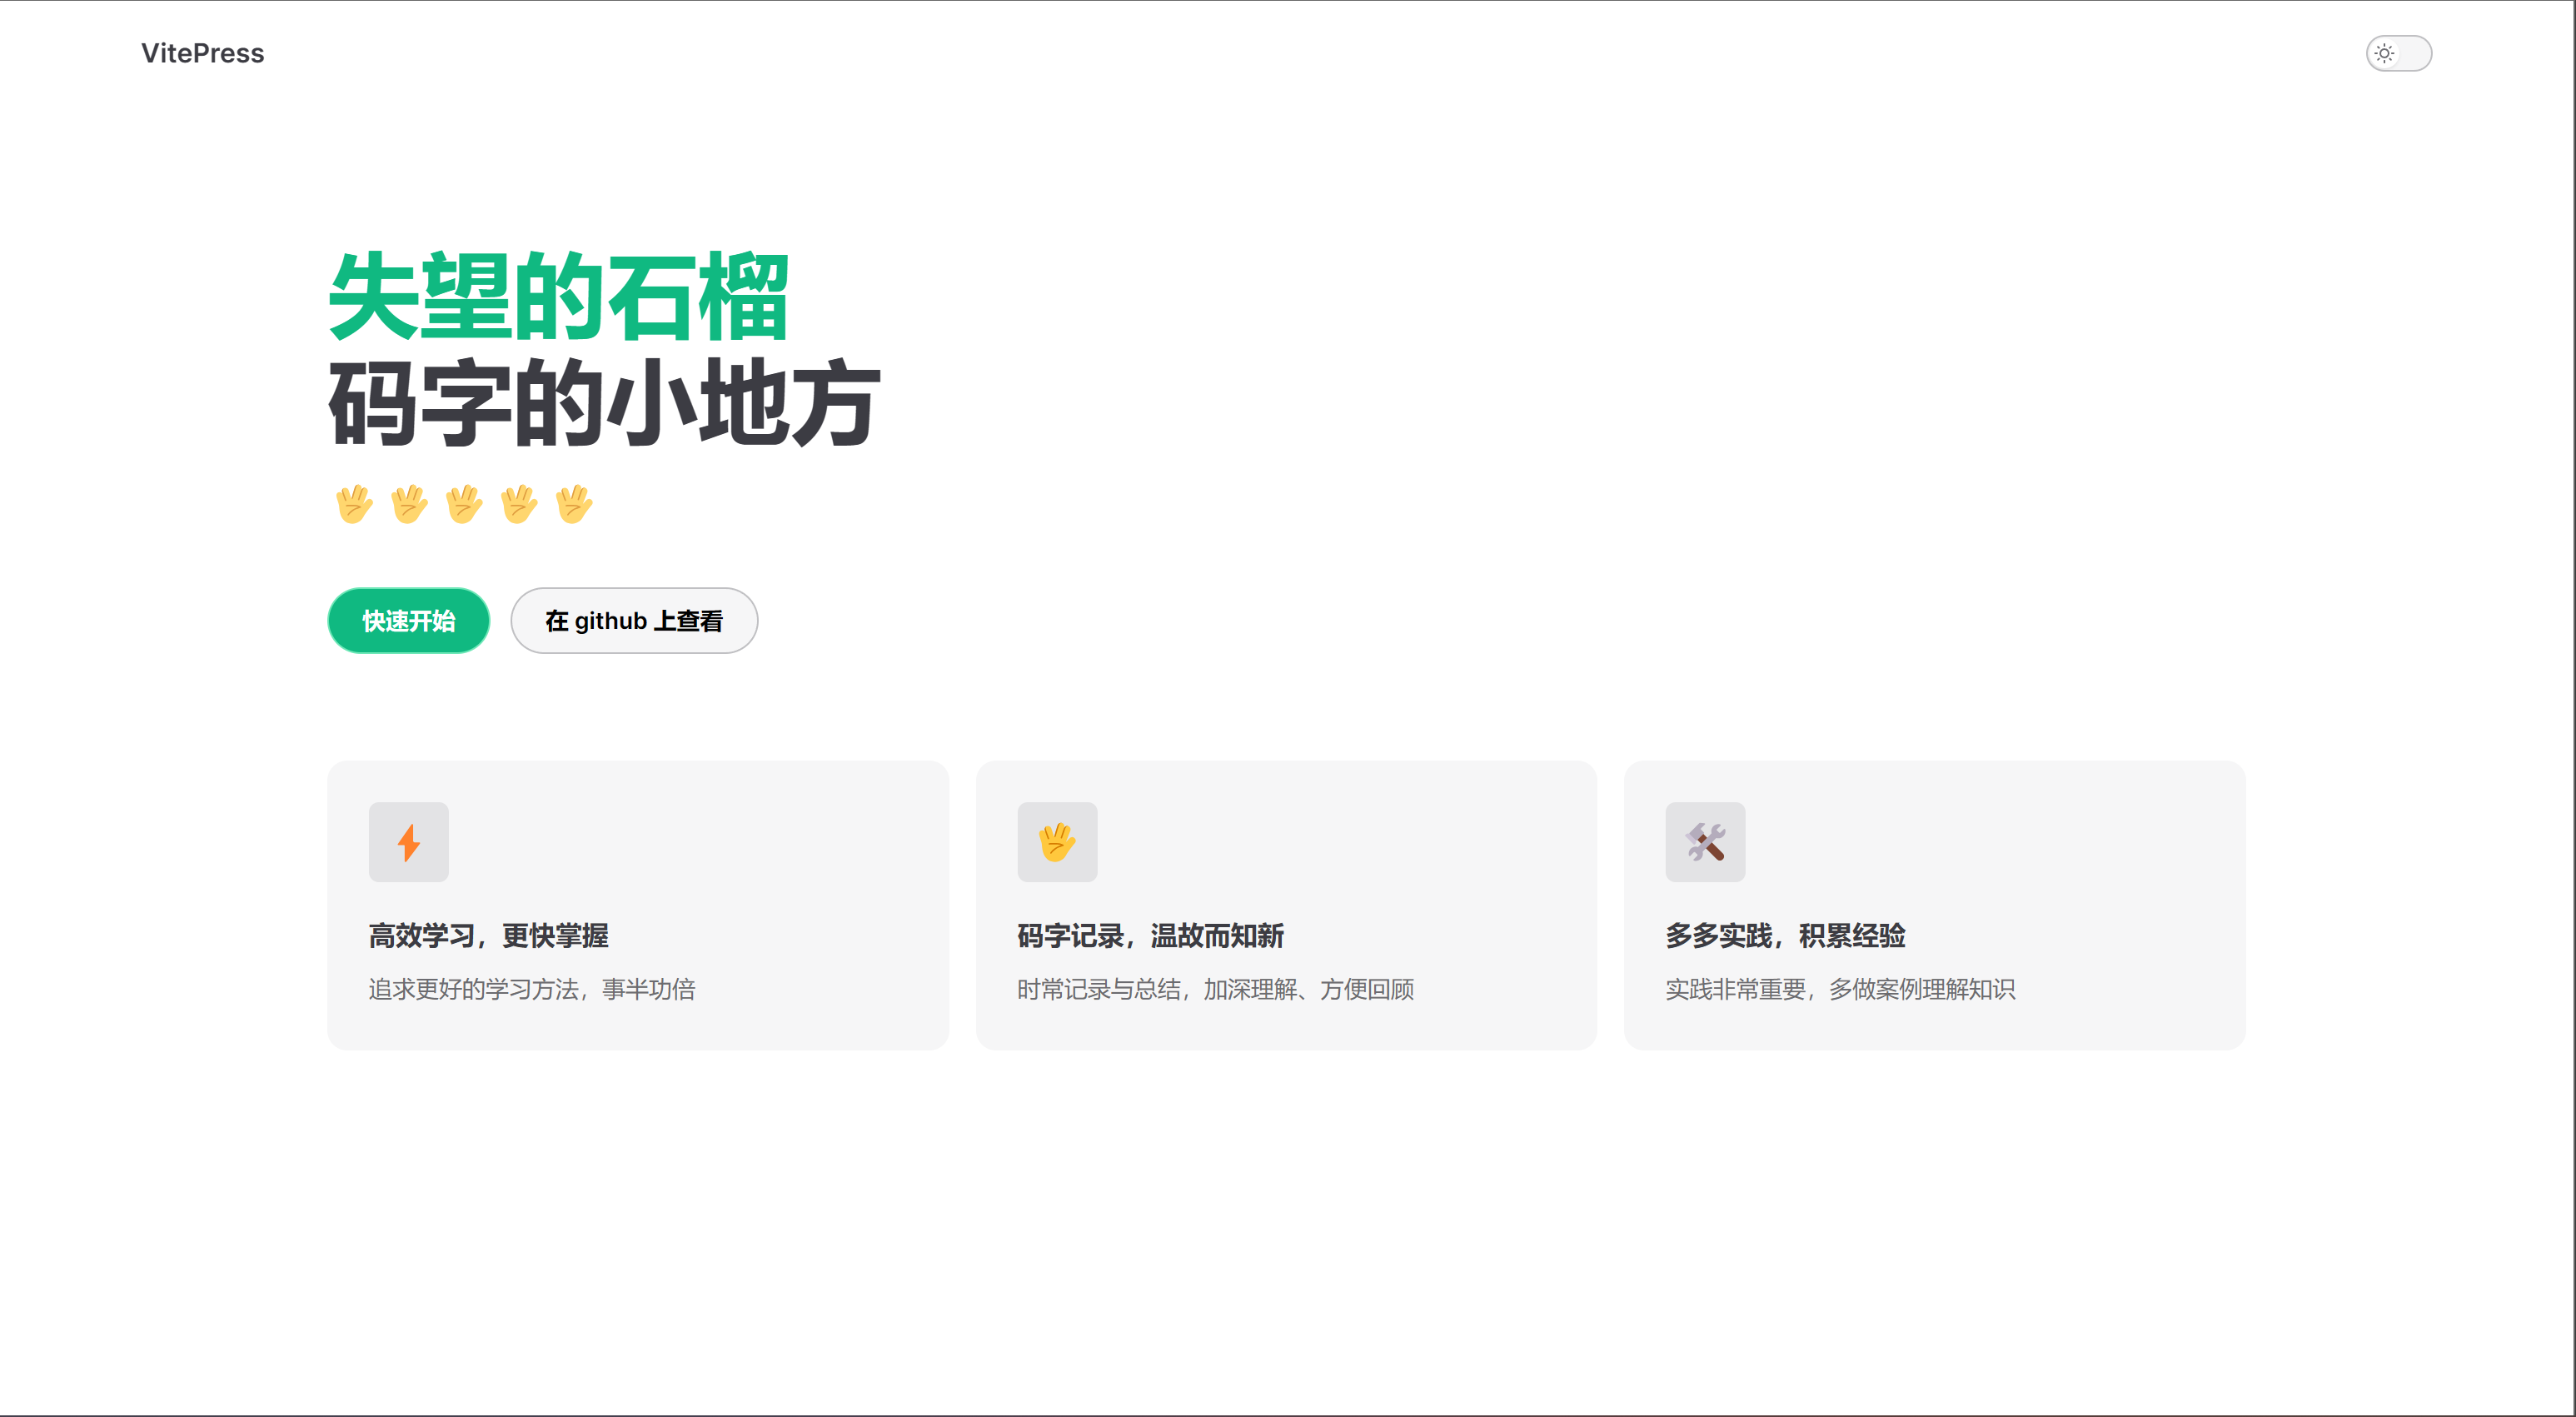 VitePress
失望的石榴
码字的小地方
🖖🖖🖖🖖🖖
快速开始
在 github 上查看
高效学习，更快掌握
追求更好的学习方法，事半功倍
码字记录，温故而知新
时常记录与总结，加深理解、方便回顾
多多实践，积累经验
实践非常重要，多做案例理解知识